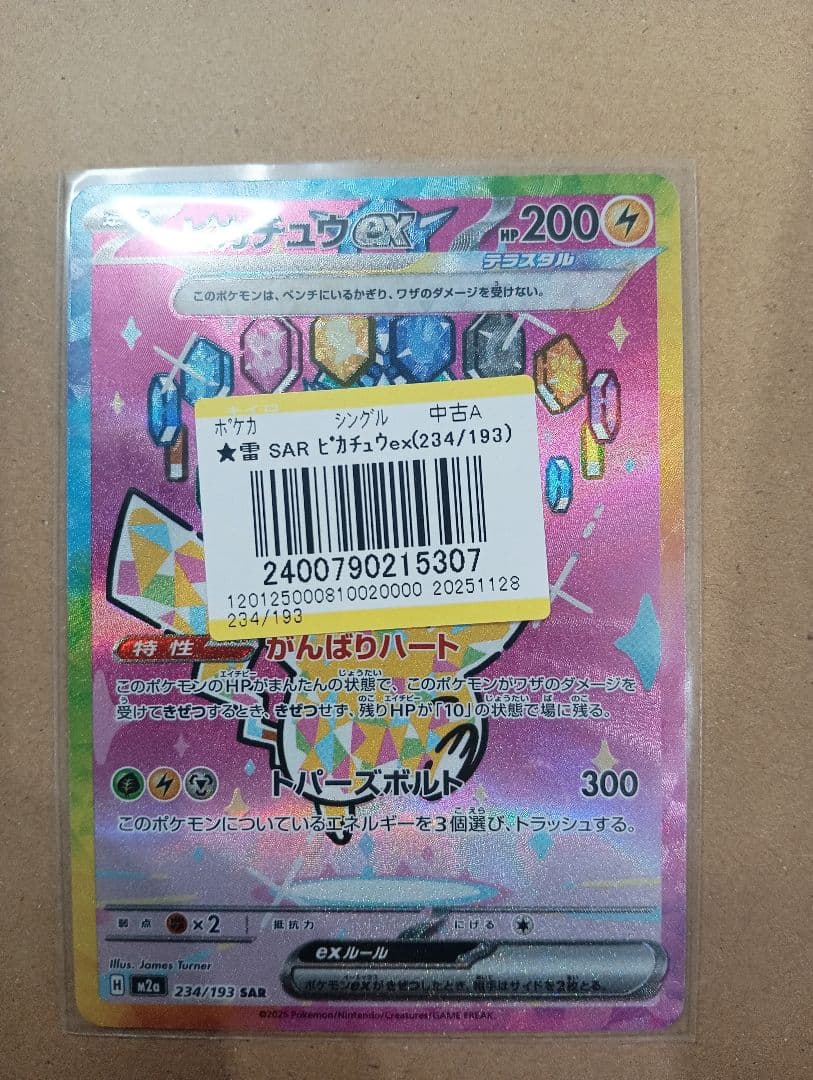 ピカチュウex HP200
テラスタル
このポケモンは、ベンチにいるかぎり、ワザのダメージを受けない。
ポケカ シングル 中古A
★雷 SAR ピカチュウex(234/193)
2400790215307
120125000810020000 20251128
234/193
特性 がんばりハート
このポケモンのHPがまんたんの状態で、このポケモンがワザのダメージを
受けてきぜつするとき、きぜつせず、残りHPが「10」の状態で場に残る。
トパーズボルト 300
このポケモンについているエネルギーを3個選び、トラッシュする。
弱点 ×2 抵抗力 にげる
exルール
ポケモンexがきぜつしたとき、相手はサイドを2枚とる。
Illus. James Turner
H m2a 234/193 SAR
©2025 Pokémon/Nintendo/Creatures/GAME FREAK.